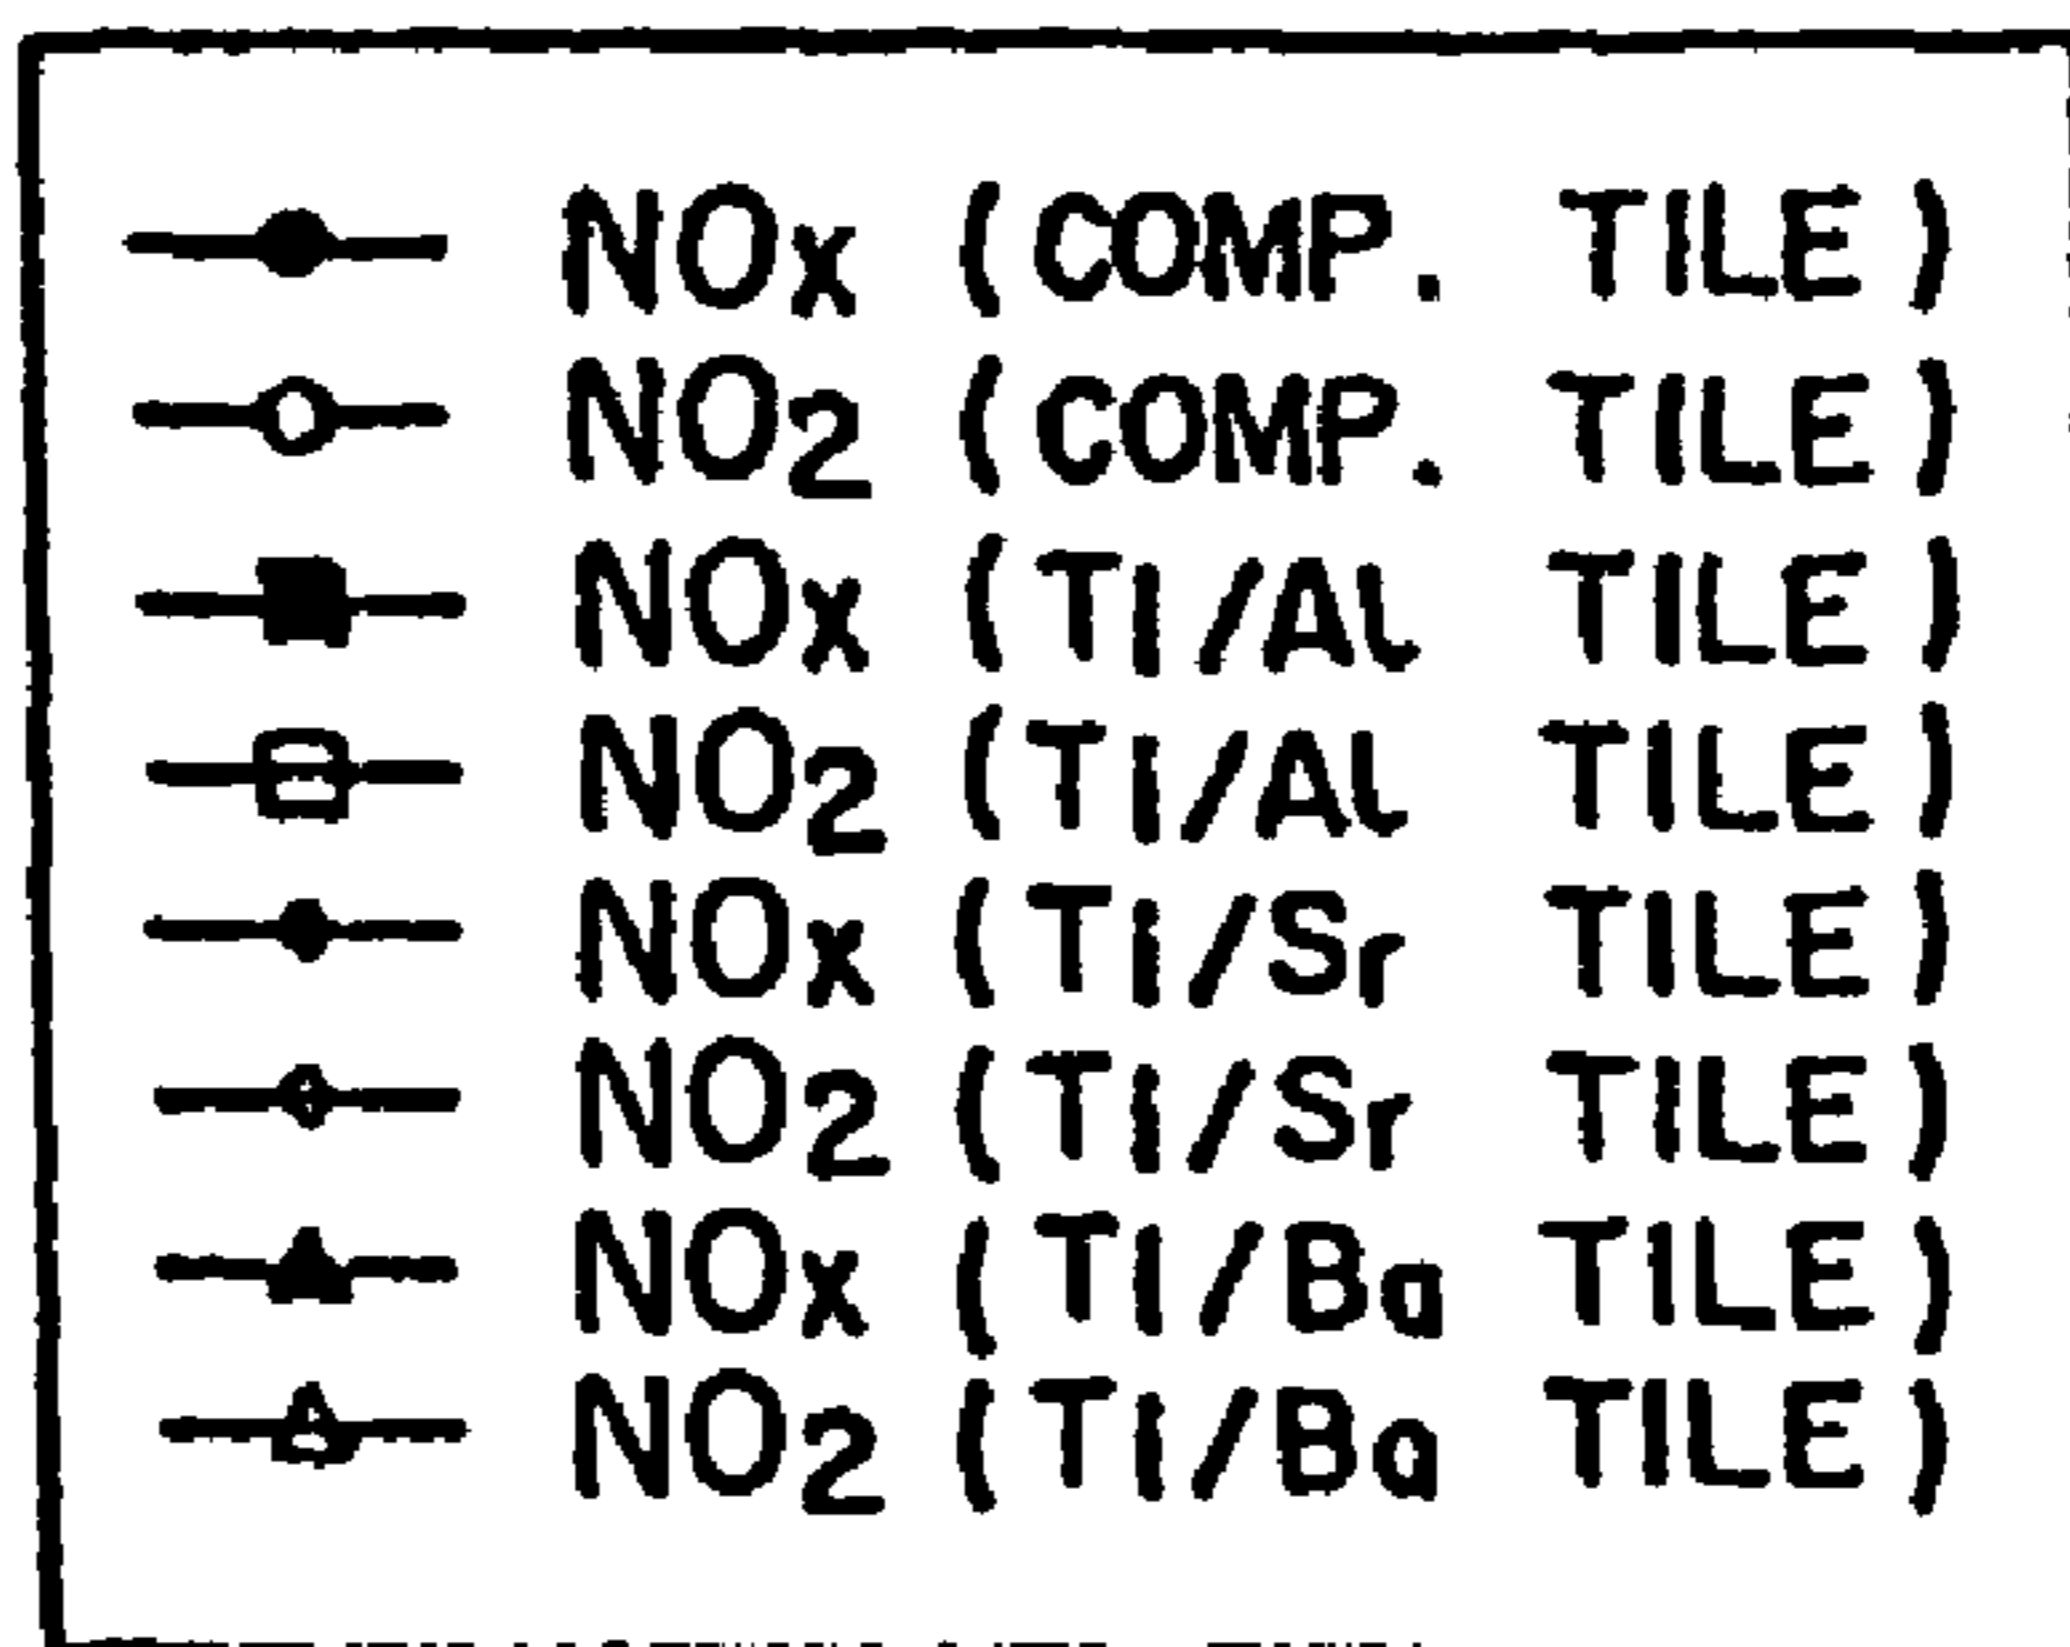 NOx (COMP. TILE)
NO2 (COMP. TILE)
NOx (TI/Al TILE)
NO2 (TI/Al TILE)
NOx (TI/Sr TILE)
NO2 (TI/Sr TILE)
NOx (TI/Ba TILE)
NO2 (TI/Ba TILE)